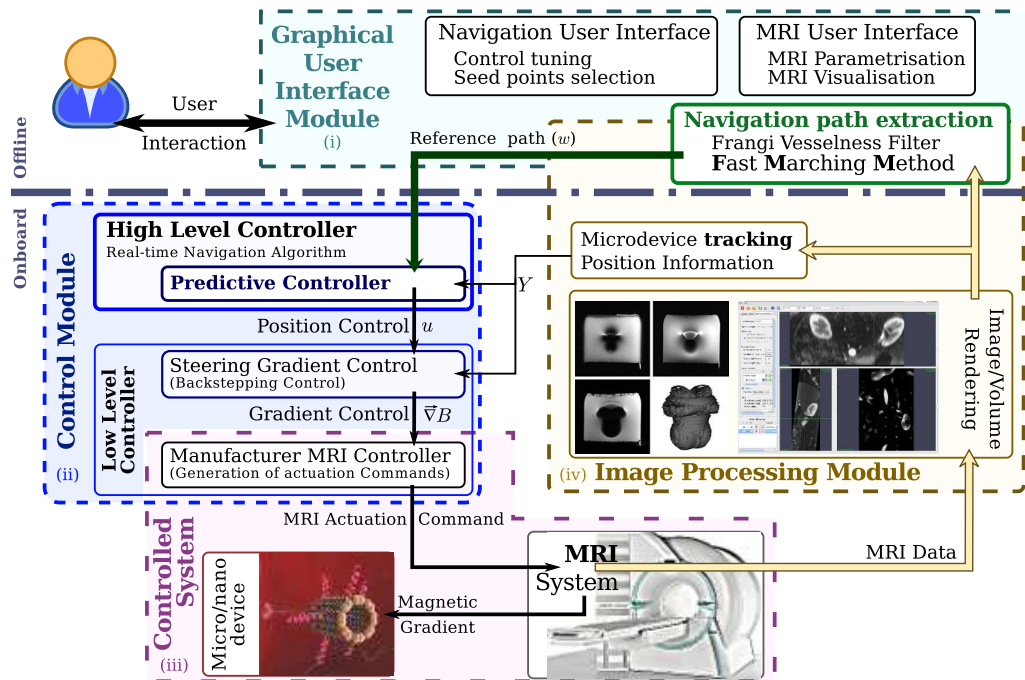 Graphical
User
Interface
Module
(i)
Navigation User Interface
Control tuning
Seed points selection
MRI User Interface
MRI Parametrisation
MRI Visualisation
User
Interaction
Offline
Onboard
Reference path (w)
Navigation path extraction
Frangi Vesselness Filter
Fast Marching Method
High Level Controller
Real-time Navigation Algorithm
Predictive Controller
Control Module
(ii)
Position Control u
Y
Microdevice tracking
Position Information
Low Level
Controller
Steering Gradient Control
(Backstepping Control)
Gradient Control ∇⃗B
Manufacturer MRI Controller
(Generation of actuation Commands)
Image/Volume
Rendering
(iv) Image Processing Module
MRI Actuation Command
Controlled
System
(iii)
Micro/nano
device
Magnetic
Gradient
MRI
System
MRI Data